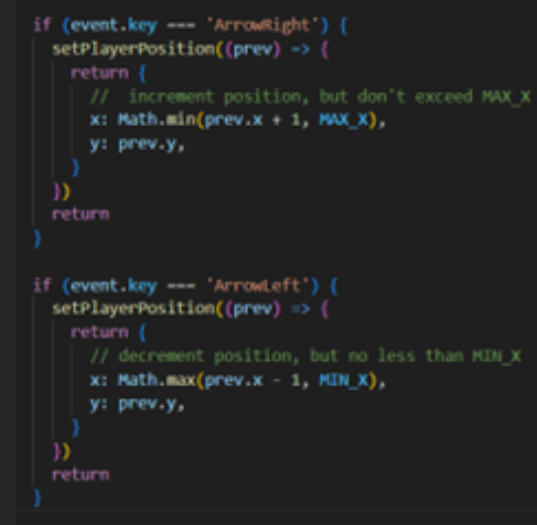 if (event.key === 'ArrowRight') {
  setPlayerPosition((prev) => {
    return {
      //  increment position, but don't exceed MAX_X
      x: Math.min(prev.x + 1, MAX_X),
      y: prev.y,
    }
  })
  return
}
if (event.key === 'ArrowLeft') {
  setPlayerPosition((prev) => {
    return {
      // decrement position, but no less than MIN_X
      x: Math.max(prev.x - 1, MIN_X),
      y: prev.y,
    }
  })
  return
}